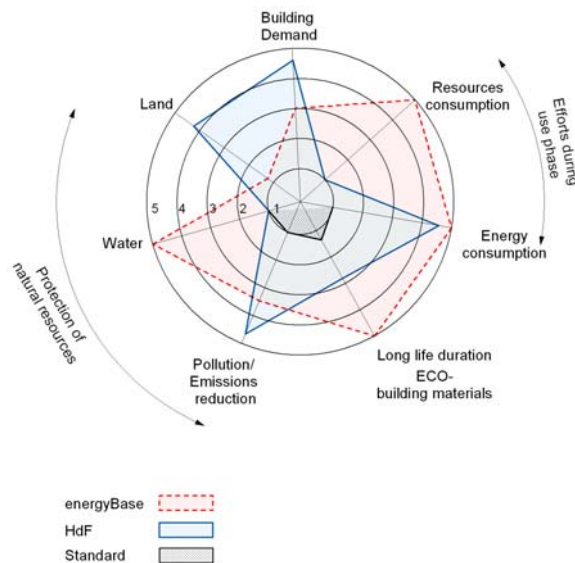 Building
Demand
Resources
consumption
Efforts during
use phase
Land
5 4 3 2 1
Water
Energy
consumption
Protection of
natural resources
Pollution/
Emissions
reduction
Long life duration
ECO-
building materials
energyBase
HdF
Standard